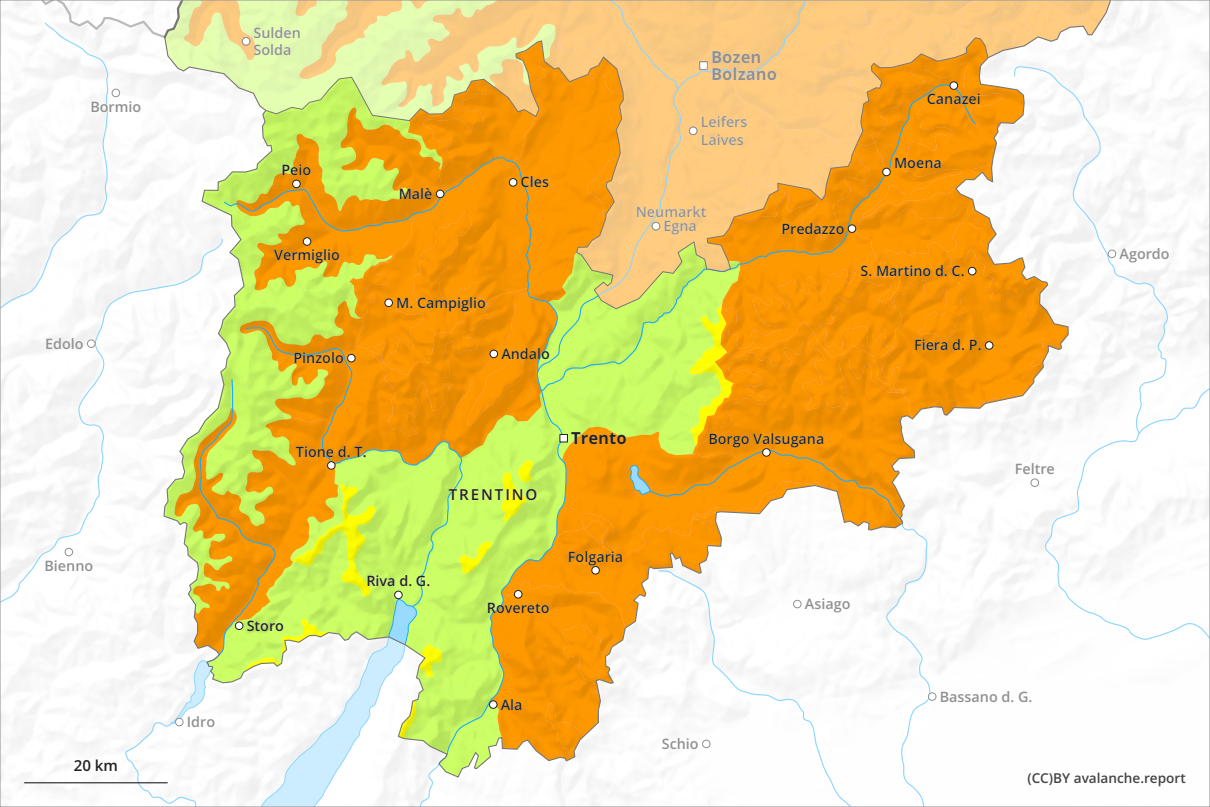 Sulden
Solda
Bozen
Bolzano
Bormio
Canazei
Leifers
Laives
Moena
Peio
Malè
Cles
Neumarkt
Egna
Predazzo
Vermiglio
Agordo
S. Martino d. C.
M. Campiglio
Edolo
Pinzolo
Andalo
Fiera d. P.
Trento
Borgo Valsugana
Tione d. T.
Feltre
TRENTINO
Bienno
Folgaria
Riva d. G.
Rovereto
Asiago
Storo
Bassano d. G.
Ala
Idro
Schio
20 km
(CC)BY avalanche.report